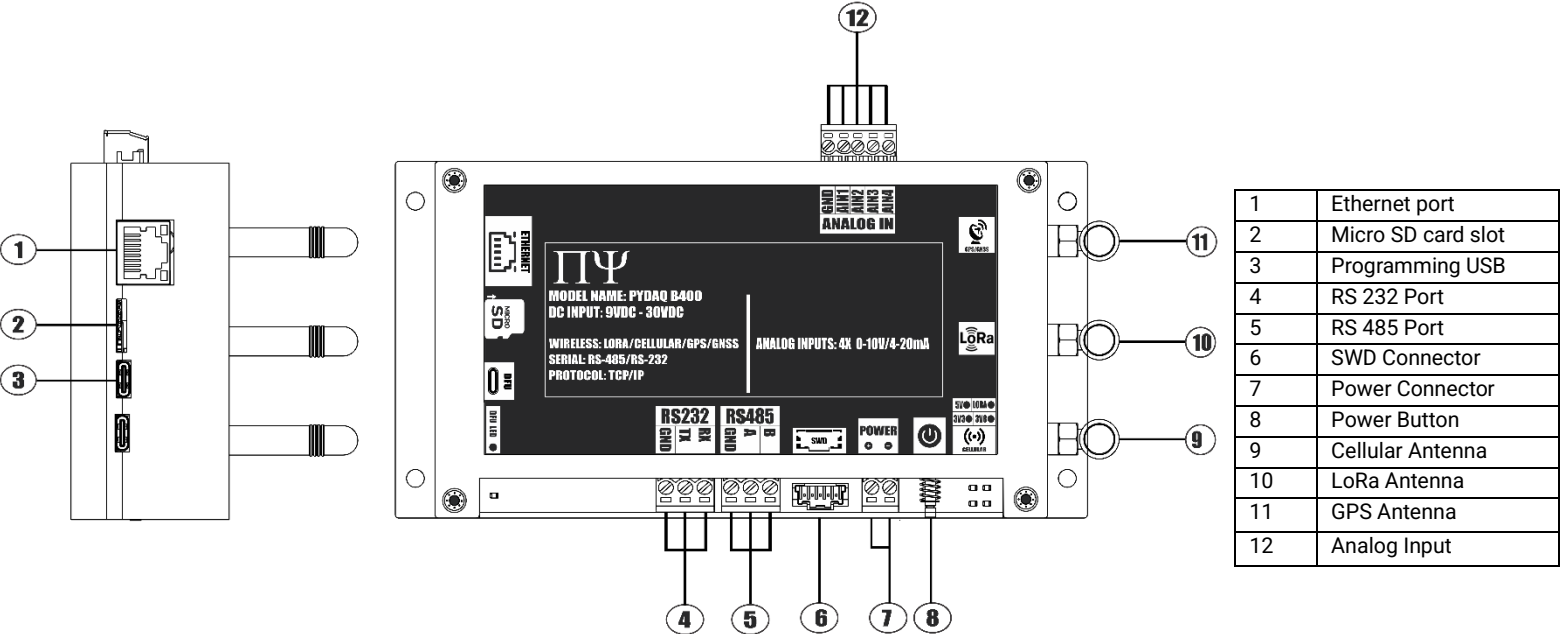 12
1
2
3
4
5
6
7
8
9
10
11
GND
AIN1
AIN2
AIN3
AIN4
ANALOG IN
ETHERNET
GPS/GNSS
ΠΨ
MODEL NAME: PYDAQ B400
DC INPUT: 9VDC - 30VDC
WIRELESS: LORA/CELLULAR/GPS/GNSS
SERIAL: RS-485/RS-232
PROTOCOL: TCP/IP
ANALOG INPUTS: 4X 0-10V/4-20mA
MICRO
SD
LoRa
DFU
DFU LED
RS232
GND
TX
RX
RS485
GND
A
B
SWD
POWER
5V LORA
3V3 3V8
CELLULAR
1 Ethernet port
2 Micro SD card slot
3 Programming USB
4 RS 232 Port
5 RS 485 Port
6 SWD Connector
7 Power Connector
8 Power Button
9 Cellular Antenna
10 LoRa Antenna
11 GPS Antenna
12 Analog Input